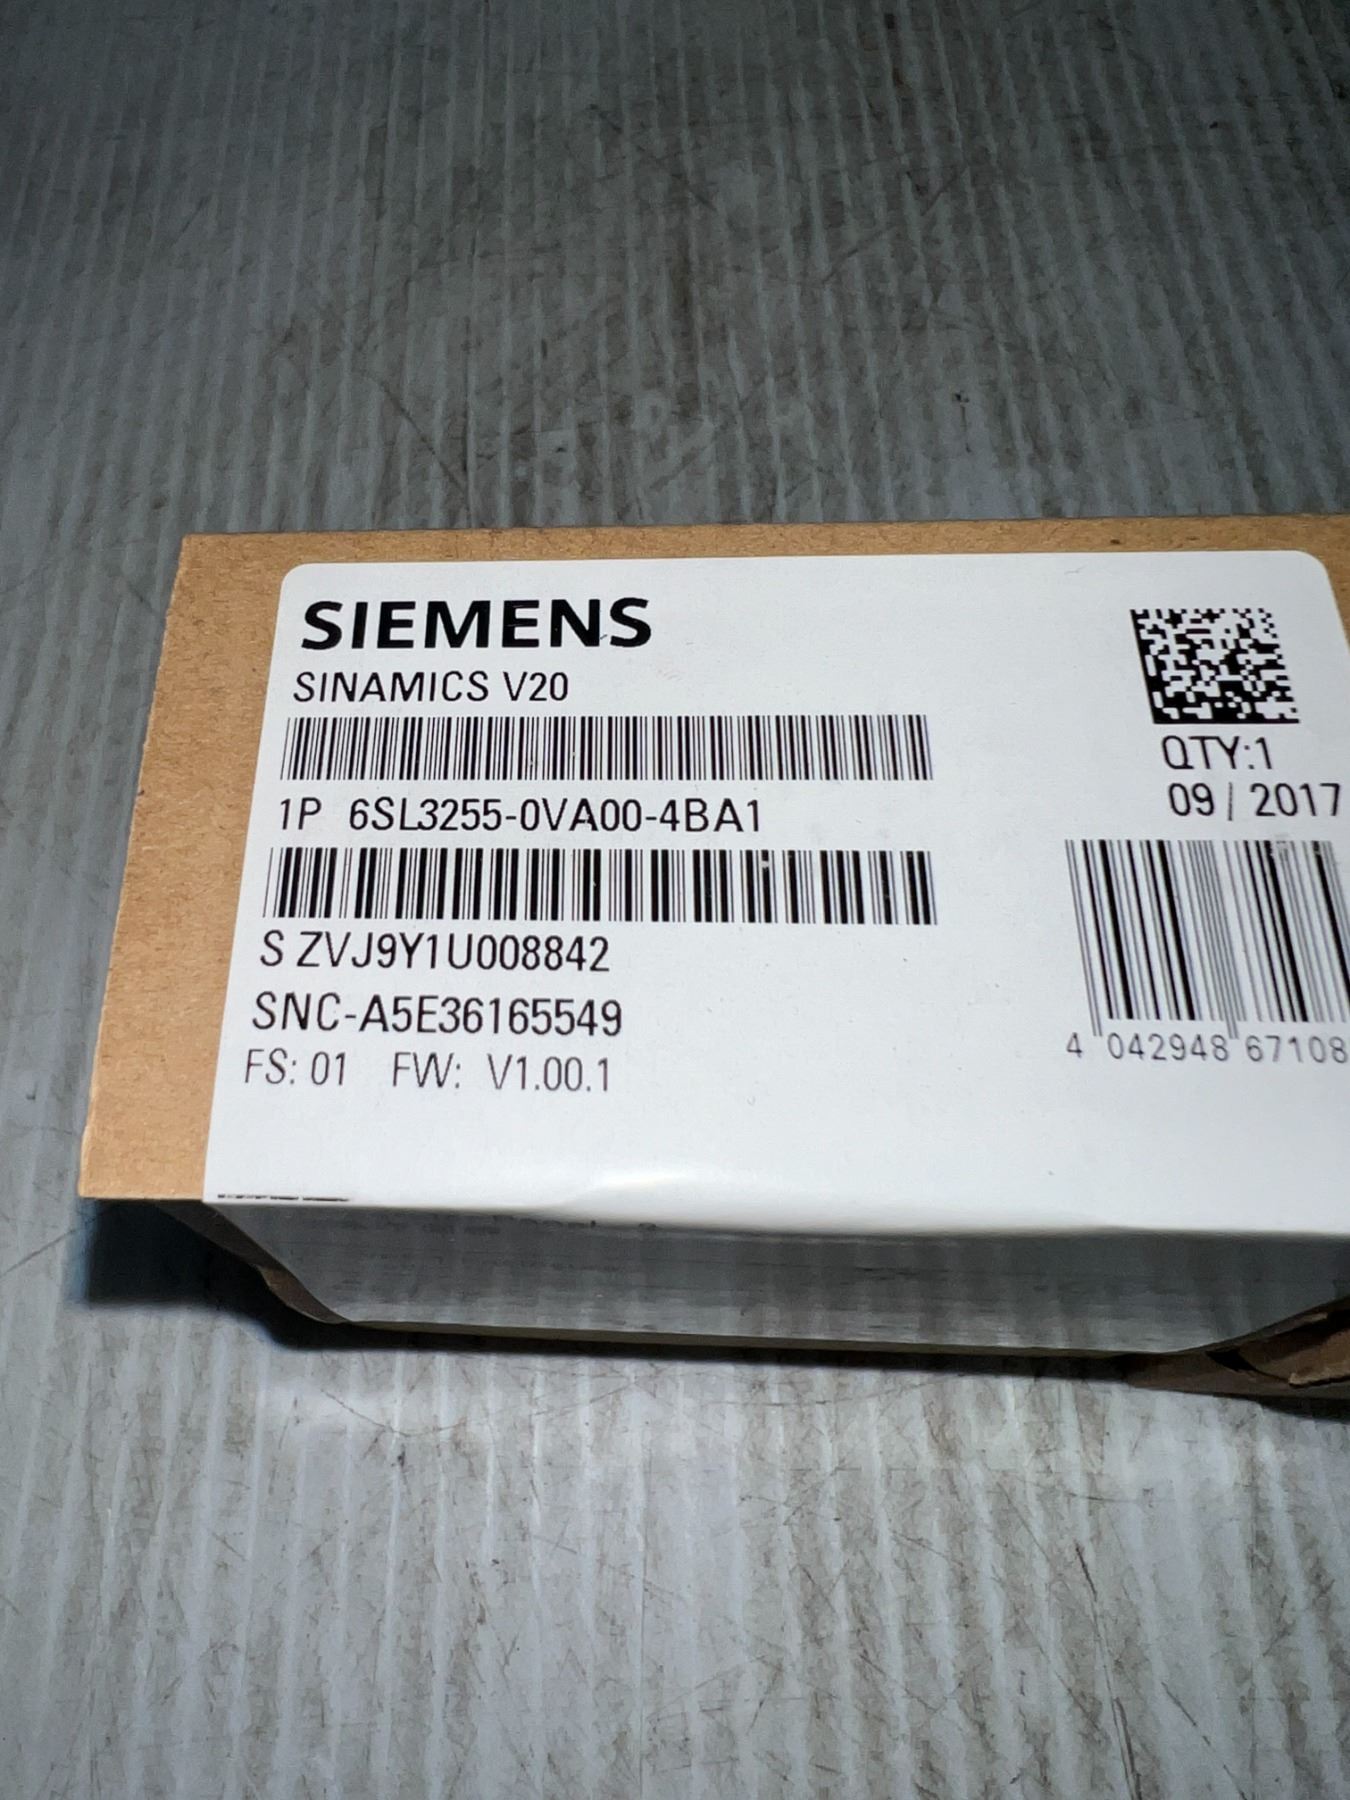 SIEMENS
SINAMICS V20
1P 6SL3255-0VA00-4BA1
S ZVJ9Y1U008842
SNC-A5E36165549
FS: 01 FW: V1.00.1
QTY:1
09 / 2017
4 042948 67108